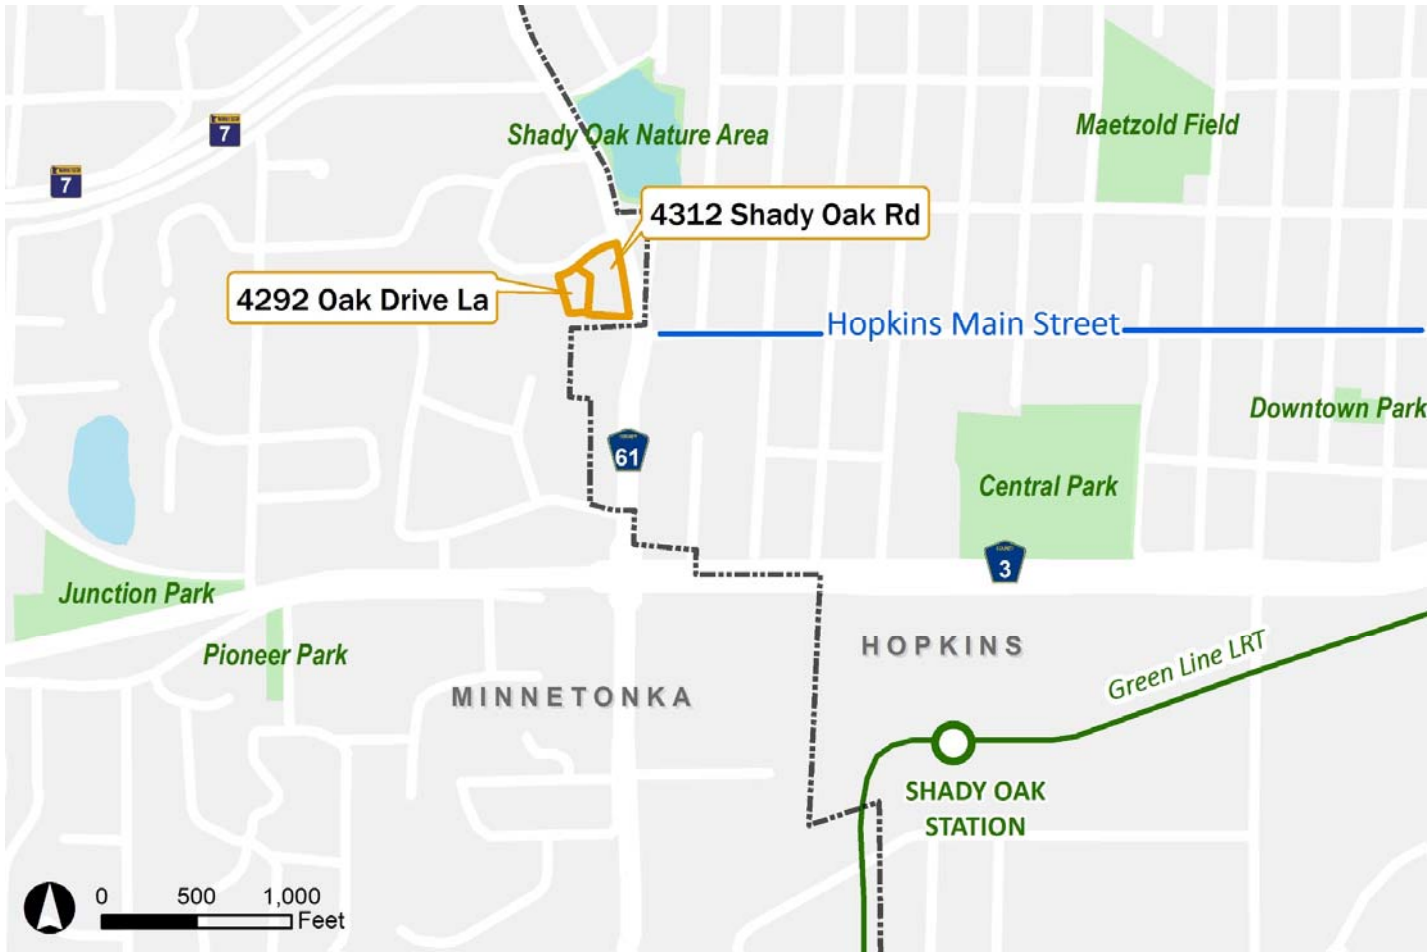 7
7
Shady Oak Nature Area
Maetzold Field
4312 Shady Oak Rd
4292 Oak Drive La
Hopkins Main Street
Downtown Park
61
Central Park
COUNTY
3
Junction Park
Pioneer Park
HOPKINS
MINNETONKA
Green Line LRT
SHADY OAK
STATION
0 500 1,000
Feet